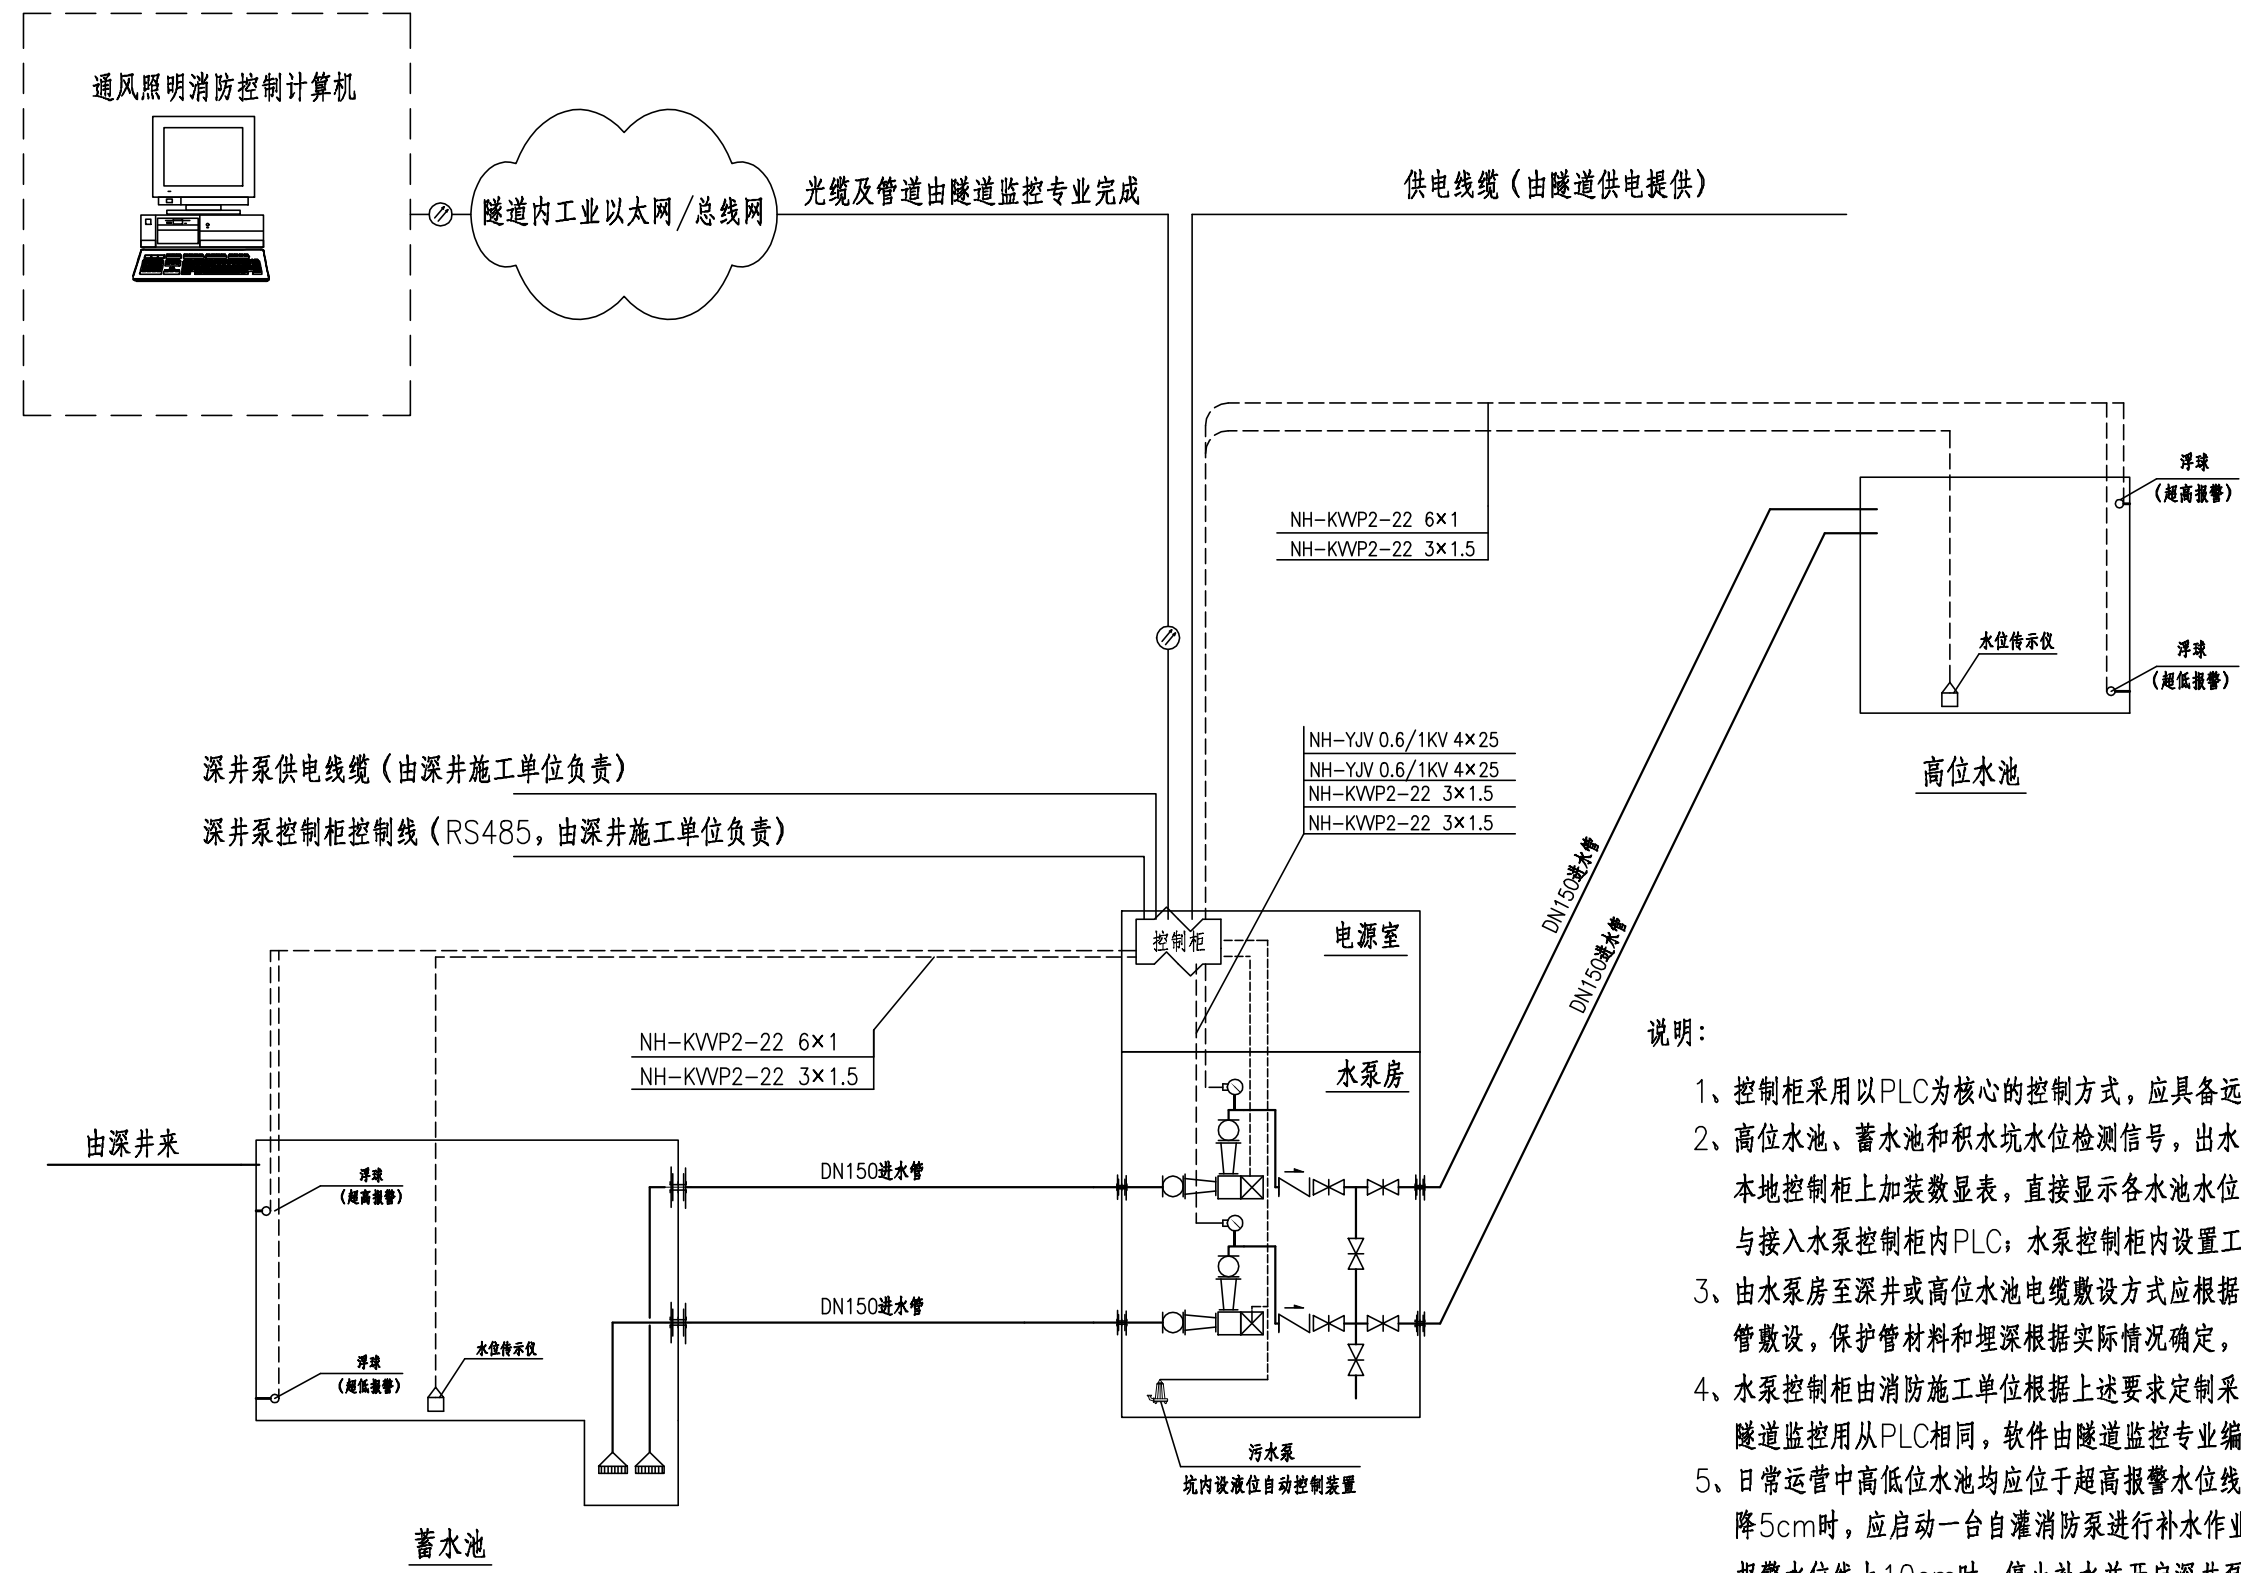 通风照明消防控制计算机
隧道内工业以太网/总线网
光缆及管道由隧道监控专业完成
供电线缆（由隧道供电提供）
浮球
（超高报警）
NH-KVVP2-22 6×1
NH-KVVP2-22 3×1.5
水位传示仪
浮球
（超低报警）
高位水池
NH-YJV 0.6/1KV 4×25
NH-YJV 0.6/1KV 4×25
NH-KVVP2-22 3×1.5
NH-KVVP2-22 3×1.5
深井泵供电线缆（由深井施工单位负责）
深井泵控制柜控制线（RS485，由深井施工单位负责）
DN150进水管
DN150进水管
控制柜
电源室
水泵房
NH-KVVP2-22 6×1
NH-KVVP2-22 3×1.5
由深井来
浮球
（超高报警）
DN150进水管
DN150进水管
水位传示仪
浮球
（超低报警）
污水泵
坑内设液位自动控制装置
蓄水池
说明：
1、控制柜采用以PLC为核心的控制方式，应具备远
2、高位水池、蓄水池和积水坑水位检测信号，出水
本地控制柜上加装数显表，直接显示各水池水位
与接入水泵控制柜内PLC；水泵控制柜内设置工
3、由水泵房至深井或高位水池电缆敷设方式应根据
管敷设，保护管材料和埋深根据实际情况确定，
4、水泵控制柜由消防施工单位根据上述要求定制采
隧道监控用从PLC相同，软件由隧道监控专业编
5、日常运营中高低位水池均应位于超高报警水位线
降5cm时，应启动一台自灌消防泵进行补水作业
报警水位线上10cm时，停止补水并开启深井泵